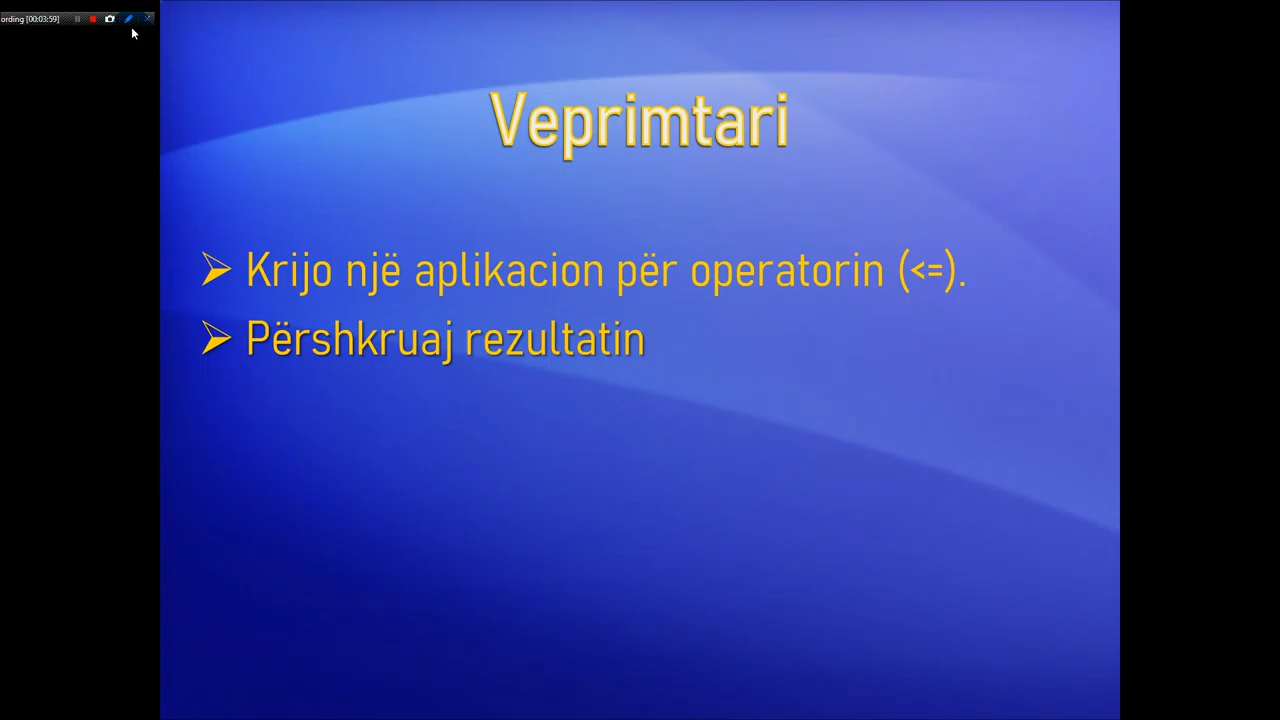 ording [00:03:59]
Veprimtari
Krijo një aplikacion për operatorin (<=).
Përshkruaj rezultatin